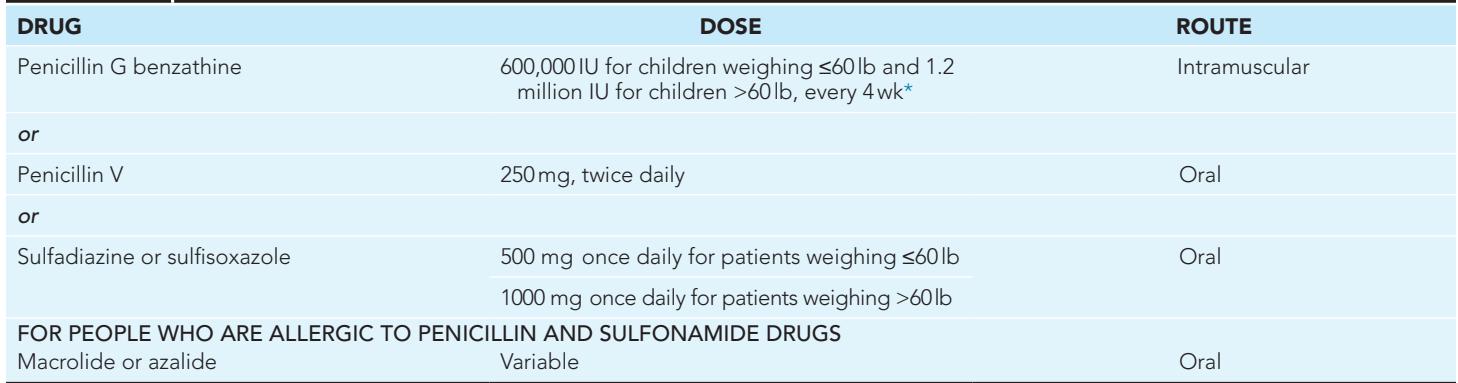 DRUG DOSE ROUTE
Penicillin G benzathine 600,000 IU for children weighing ≤60 lb and 1.2 Intramuscular
million IU for children >60 lb, every 4 wk*
or
Penicillin V 250 mg, twice daily Oral
or
Sulfadiazine or sulfisoxazole 500 mg once daily for patients weighing ≤60 lb Oral
1000 mg once daily for patients weighing >60 lb
FOR PEOPLE WHO ARE ALLERGIC TO PENICILLIN AND SULFONAMIDE DRUGS
Macrolide or azalide Variable Oral